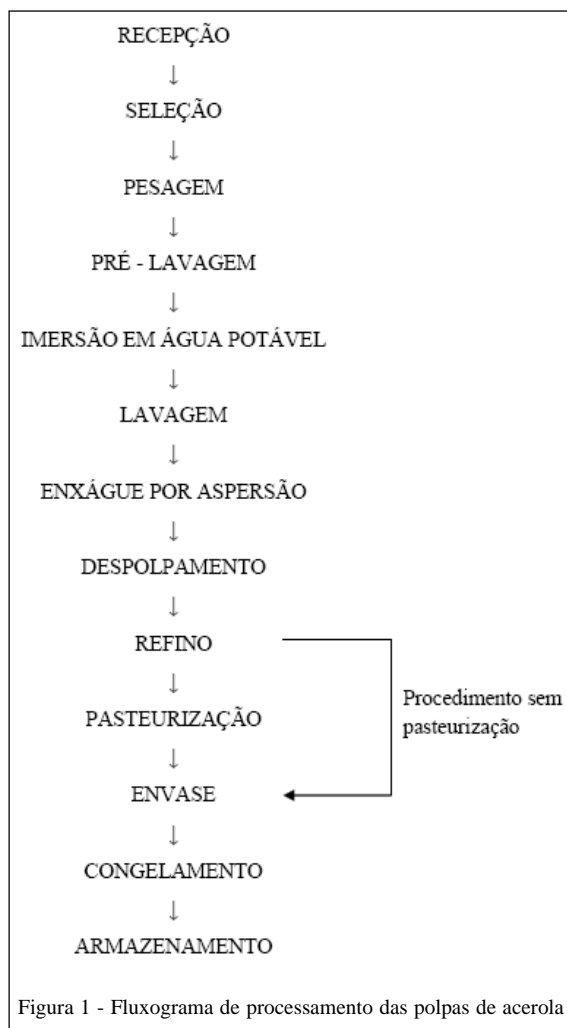 RECEPÇÃO
↓
SELEÇÃO
↓
PESAGEM
↓
PRÉ - LAVAGEM
↓
IMERSÃO EM ÁGUA POTÁVEL
↓
LAVAGEM
↓
ENXÁGUE POR ASPERSÃO
↓
DESPOLPAMENTO
↓
REFINO
↓
PASTEURIZAÇÃO
Procedimento sem
pasteurização
↓
ENVASE
↓
CONGELAMENTO
↓
ARMAZENAMENTO
Figura 1 - Fluxograma de processamento das polpas de acerola